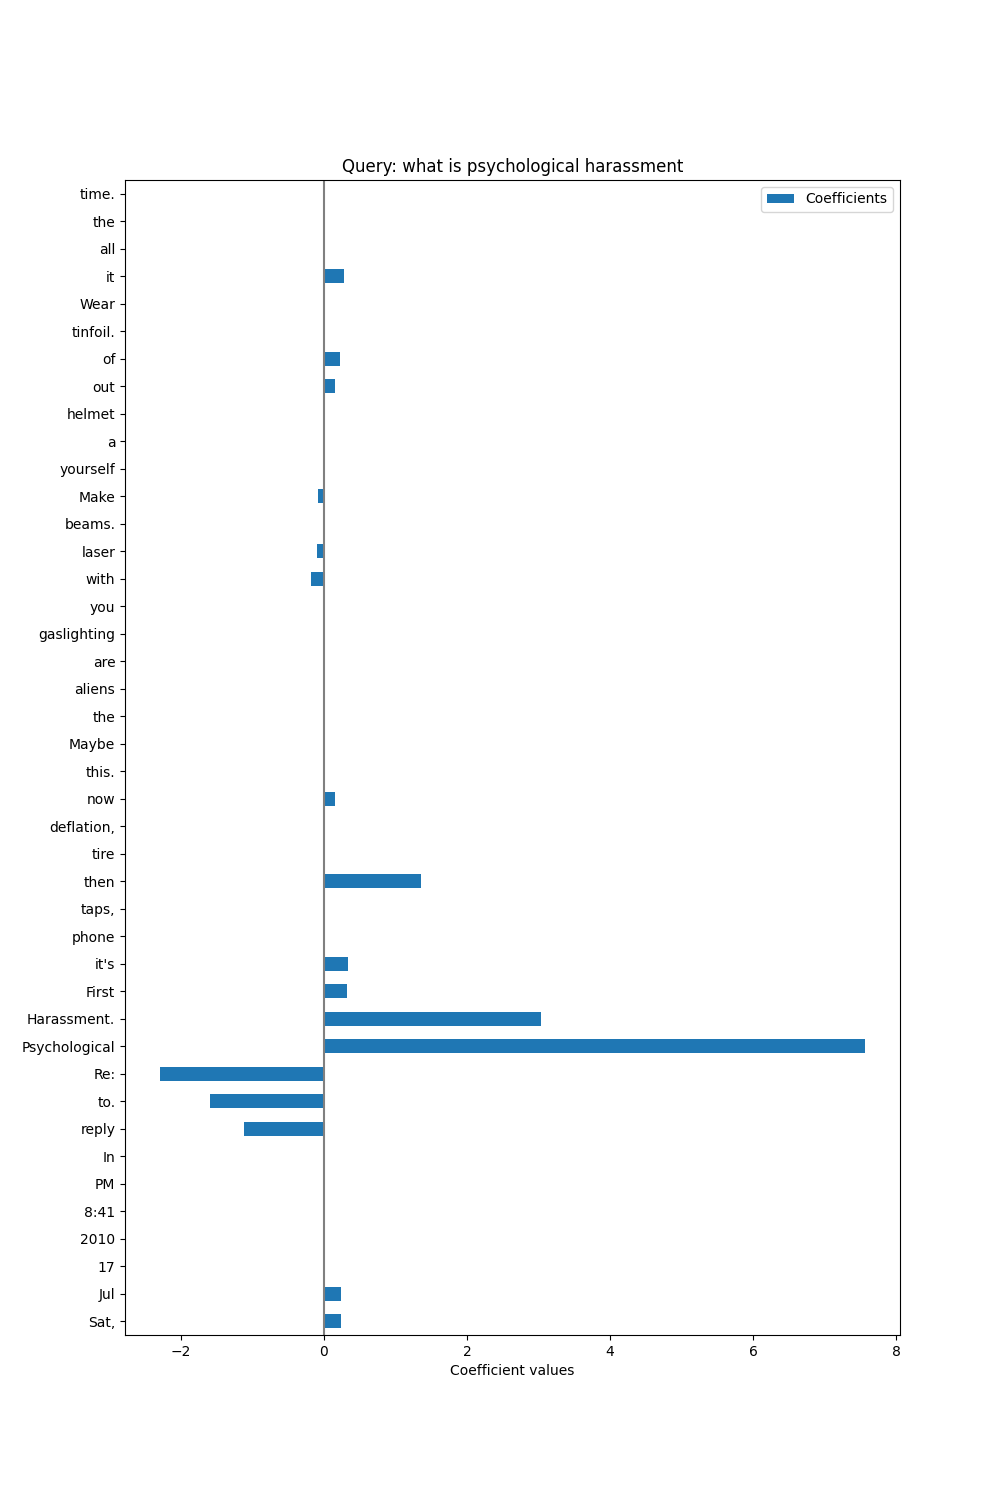 Query: what is psychological harassment
Coefficients
time.
the
all
it
Wear
tinfoil.
of
out
helmet
a
yourself
Make
beams.
laser
with
you
gaslighting
are
aliens
the
Maybe
this.
now
deflation,
tire
then
taps,
phone
it's
First
Harassment.
Psychological
Re:
to.
reply
In
PM
8:41
2010
17
Jul
Sat,
−2 0 2 4 6 8
Coefficient values